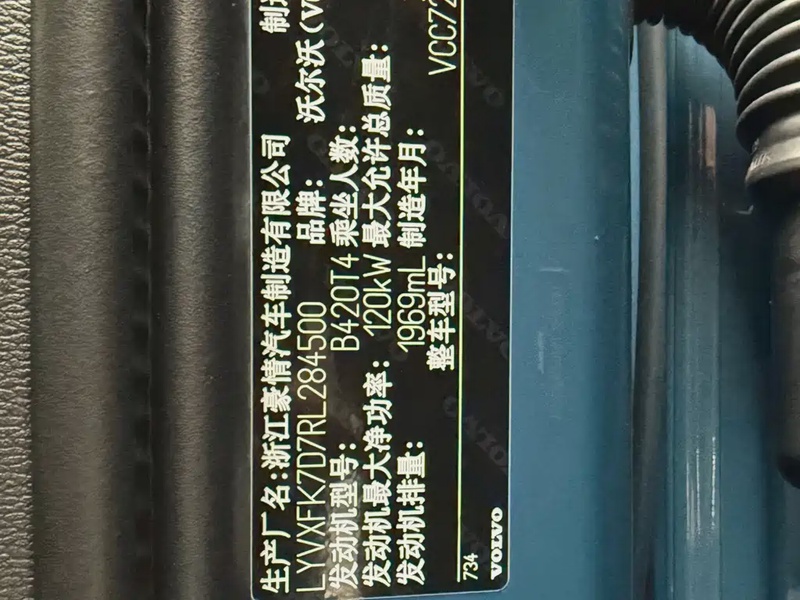 生产厂名:浙江豪情汽车制造有限公司 制造
LYVXFK7D7RL284500 品牌: 沃尔沃(V
发动机型号: B420T4 乘坐人数:
发动机最大净功率: 120kW 最大允许总质量:
发动机排量: 1969mL 制造年月:
整车型号: VCC72
734
VOLVO